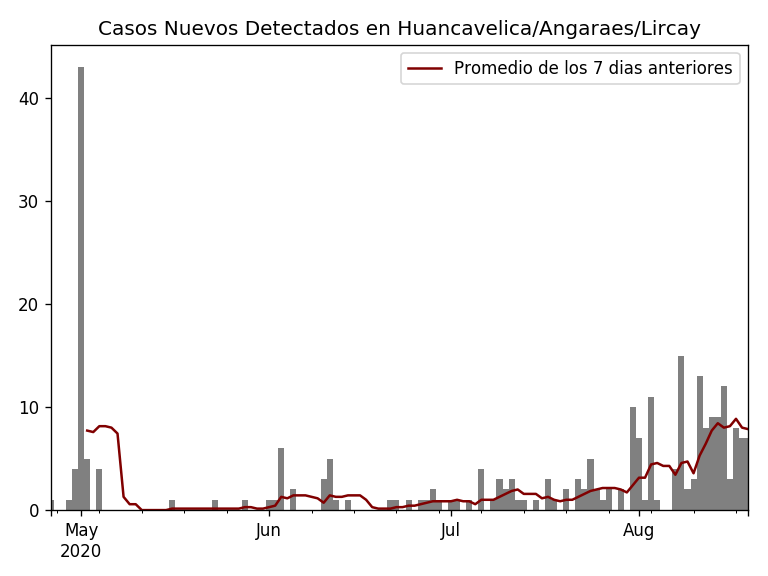 Casos Nuevos Detectados en Huancavelica/Angaraes/Lircay
Promedio de los 7 dias anteriores
40
30
20
10
0
May
2020
Jun
Jul
Aug